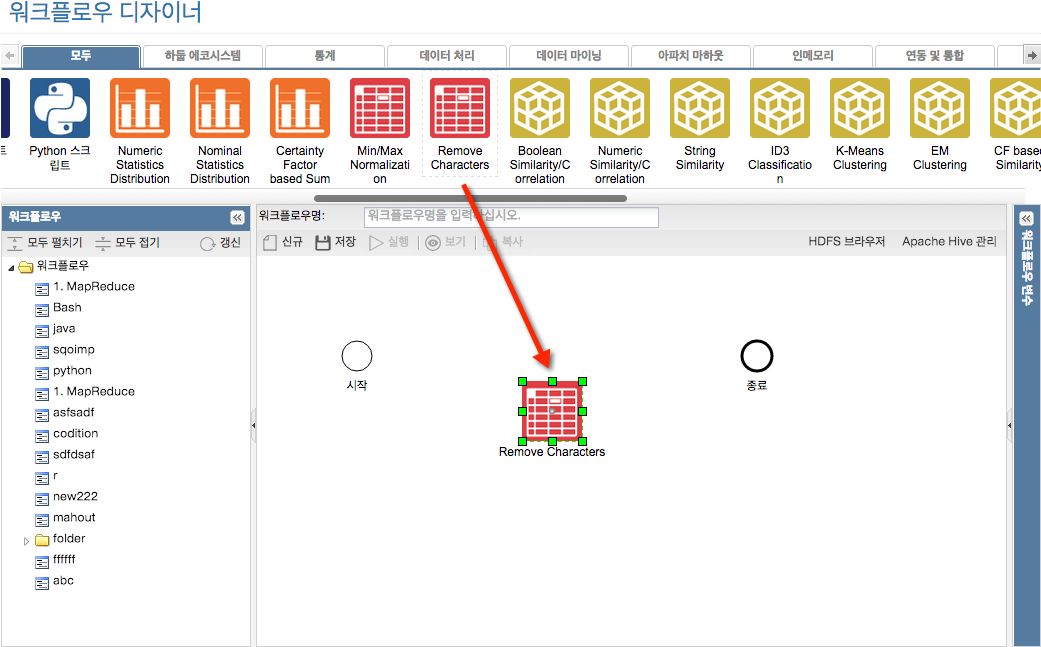 워크플로우 디자이너
모두 하둡 에코시스템 통계 데이터 처리 데이터 마이닝 아파치 마하웃 인메모리 연동 및 통합
트
Python 스크
립트
Numeric
Statistics
Distribution
Nominal
Statistics
Distribution
Certainty
Factor
based Sum
Min/Max
Normalizati
on
Remove
Characters
Boolean
Similarity/C
orrelation
Numeric
Similarity/C
orrelation
String
Similarity
ID3
Classificatio
n
K-Means
Clustering
EM
Clustering
CF base
Similarity
워크플로우
모두 펼치기 모두 접기 갱신
워크플로우
1. MapReduce
Bash
java
sqoimp
python
1. MapReduce
asfsadf
codition
sdfdsaf
r
new222
mahout
folder
ffffff
abc
워크플로우명: 워크플로우명을 입력하십시오.
신규 저장 실행 보기 복사 HDFS 브라우저 Apache Hive 관리
시작
종료
Remove Characters
워크플로우 변수